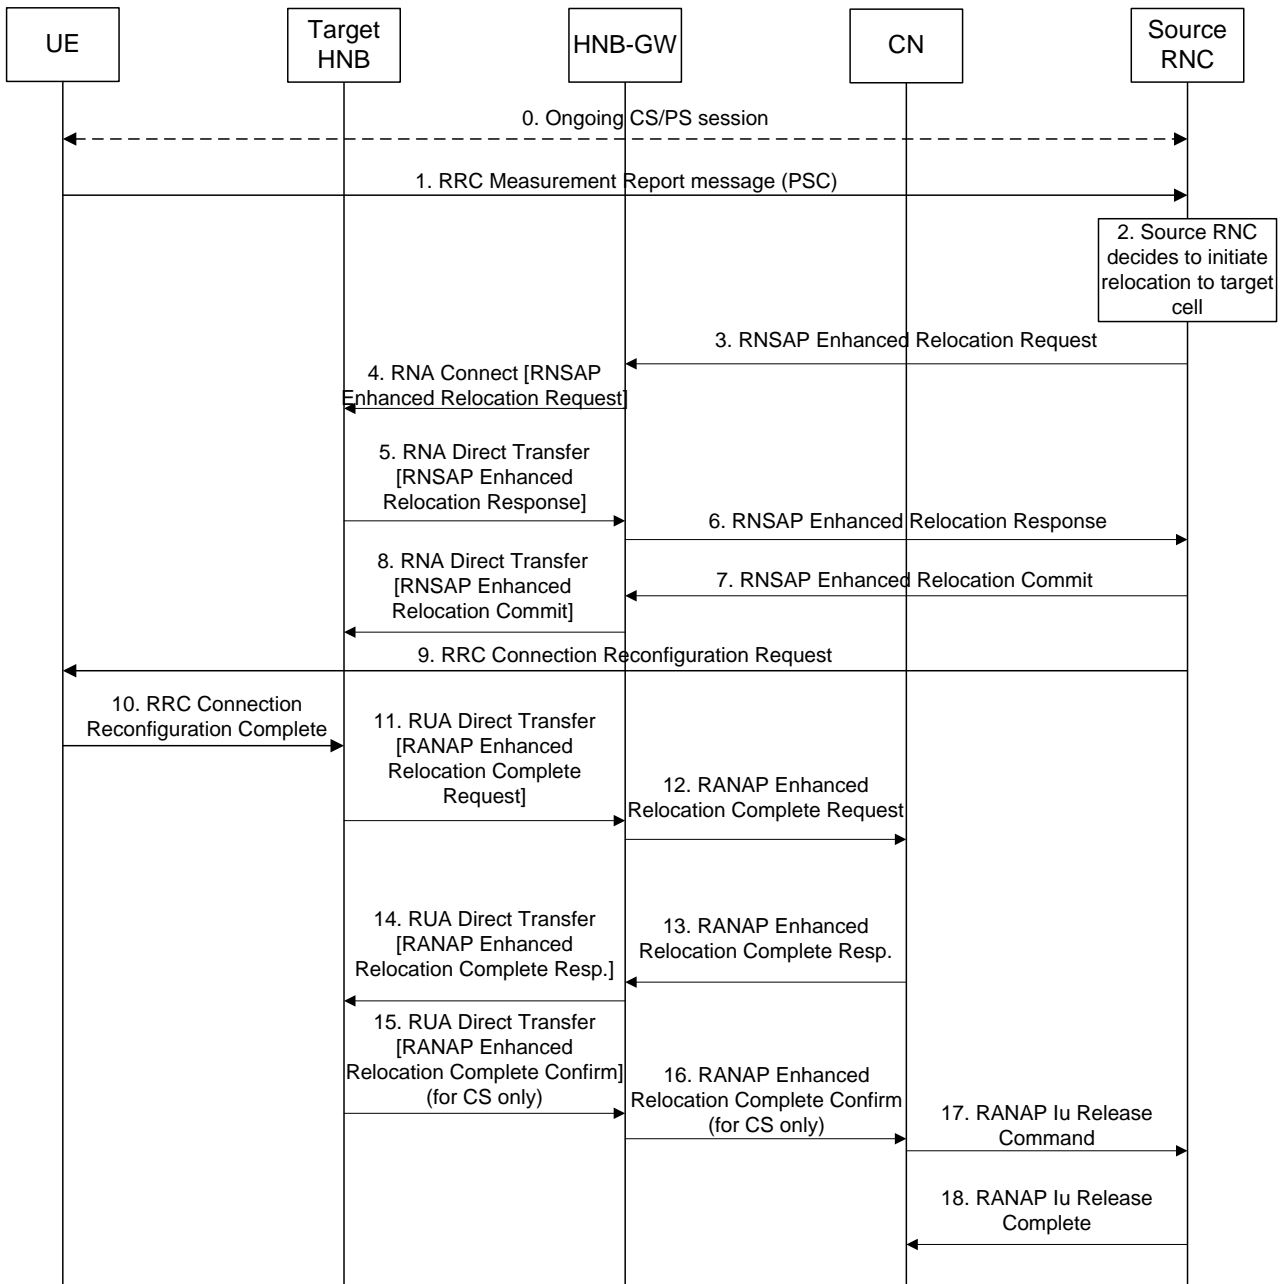 UE
Target
HNB
HNB-GW
CN
Source
RNC
0. Ongoing CS/PS session
1. RRC Measurement Report message (PSC)
2. Source RNC
decides to initiate
relocation to target
cell
3. RNSAP Enhanced Relocation Request
4. RNA Connect [RNSAP
Enhanced Relocation Request]
5. RNA Direct Transfer
[RNSAP Enhanced
Relocation Response]
6. RNSAP Enhanced Relocation Response
7. RNSAP Enhanced Relocation Commit
8. RNA Direct Transfer
[RNSAP Enhanced
Relocation Commit]
9. RRC Connection Reconfiguration Request
10. RRC Connection
Reconfiguration Complete
11. RUA Direct Transfer
[RANAP Enhanced
Relocation Complete
Request]
12. RANAP Enhanced
Relocation Complete Request
13. RANAP Enhanced
Relocation Complete Resp.
14. RUA Direct Transfer
[RANAP Enhanced
Relocation Complete Resp.]
15. RUA Direct Transfer
[RANAP Enhanced
Relocation Complete Confirm]
(for CS only)
16. RANAP Enhanced
Relocation Complete Confirm
(for CS only)
17. RANAP Iu Release
Command
18. RANAP Iu Release
Complete